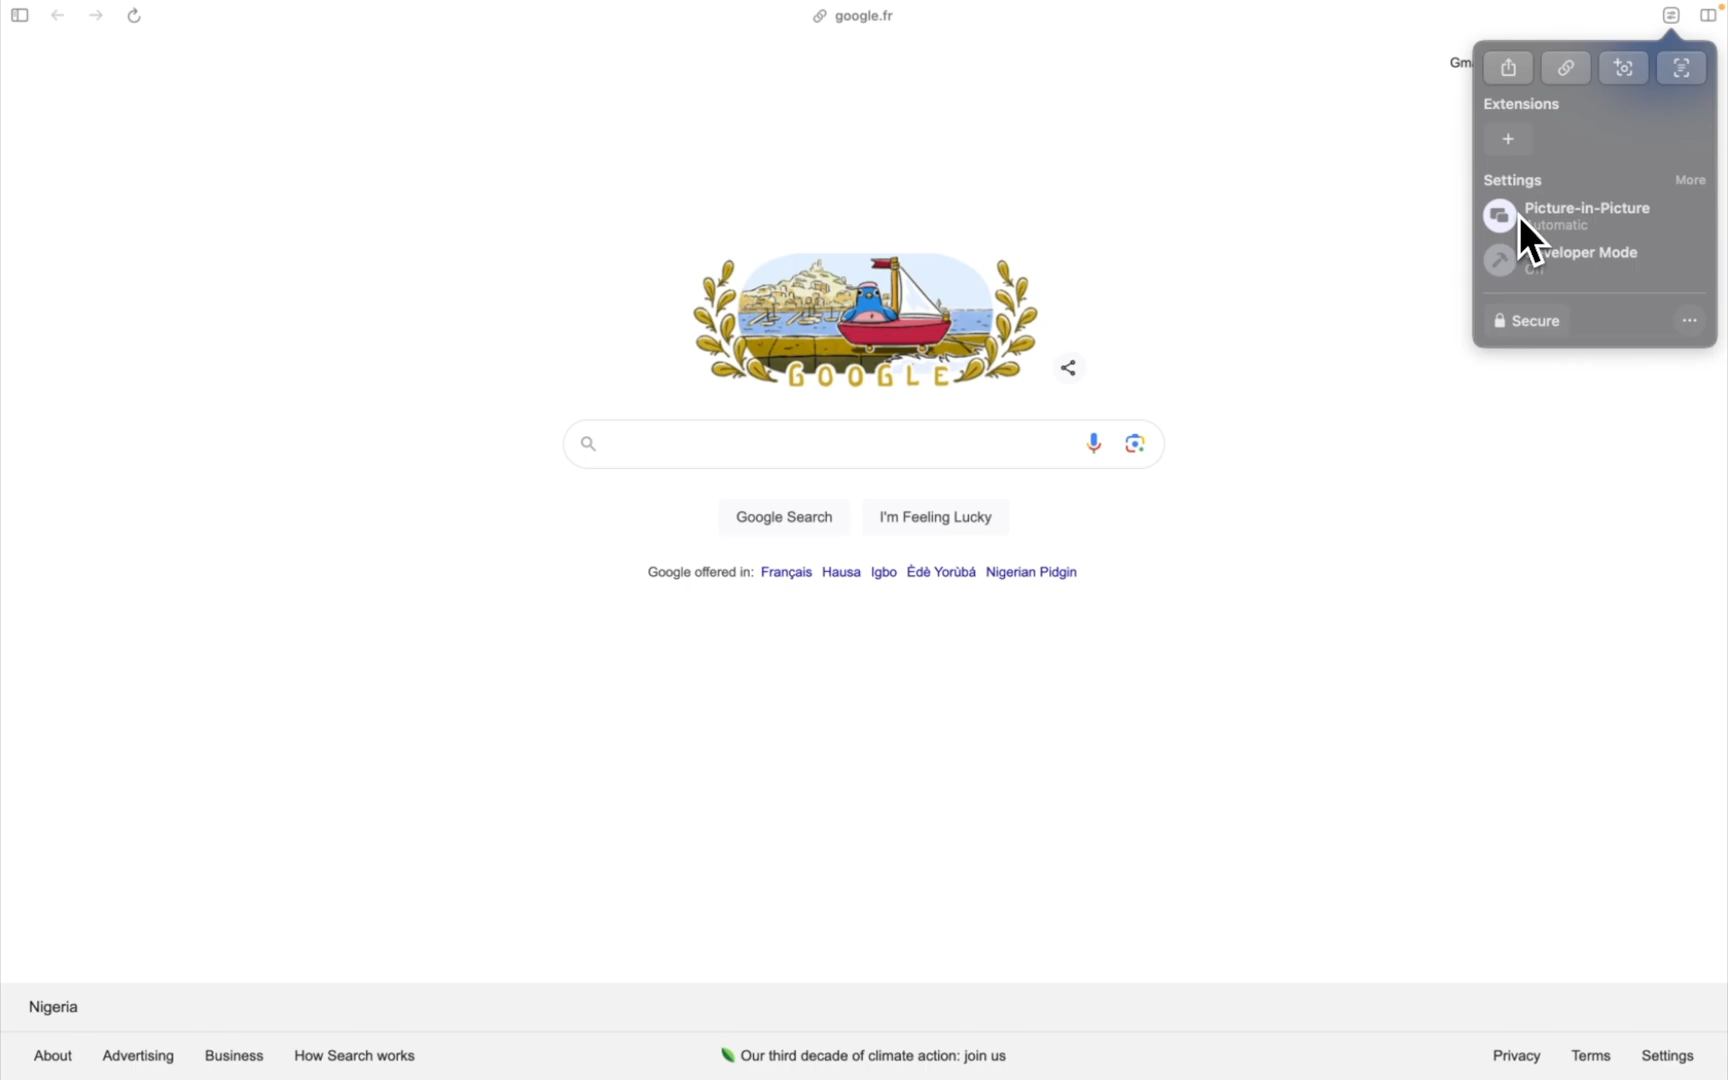 google.fr
Extensions
Settings More
Picture-in-Picture
Developer Mode
Secure
GOOGLE
Google Search I'm Feeling Lucky
Google offered in: Français Hausa Igbo Èdè Yorùbá Nigerian Pidgin
Nigeria
About Advertising Business How Search works Our third decade of climate action: join us Privacy Terms Settings